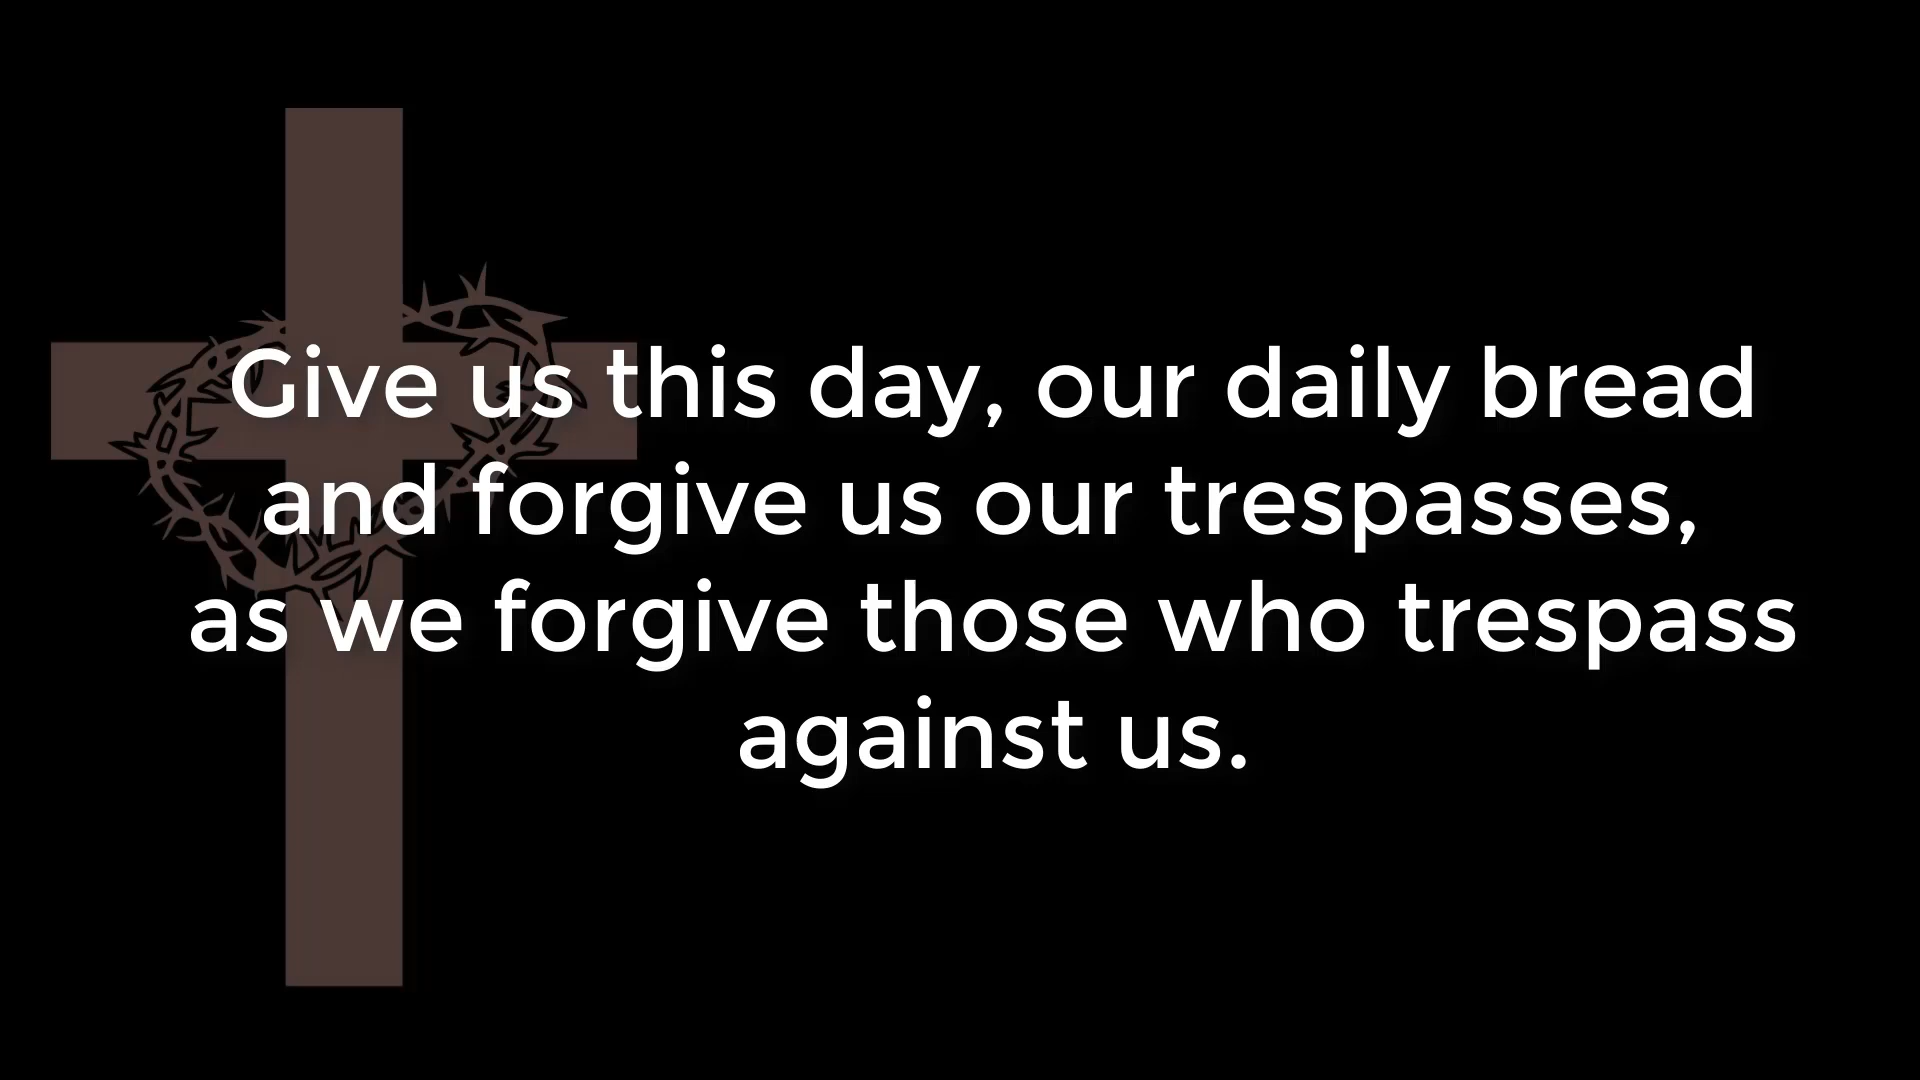 Give us this day, our daily bread
and forgive us our trespasses,
as we forgive those who trespass
against us.